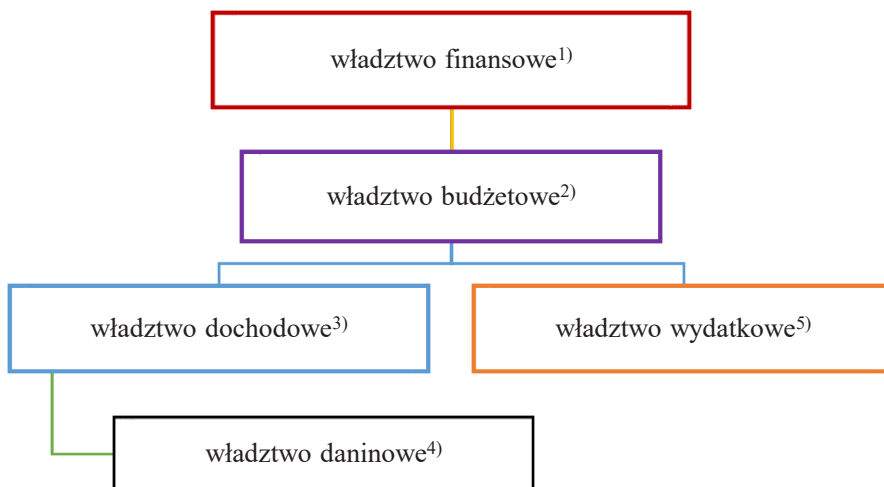 władztwo finansowe1)
władztwo budżetowe2)
władztwo dochodowe3)
władztwo wydatkowe5)
władztwo daninowe4)